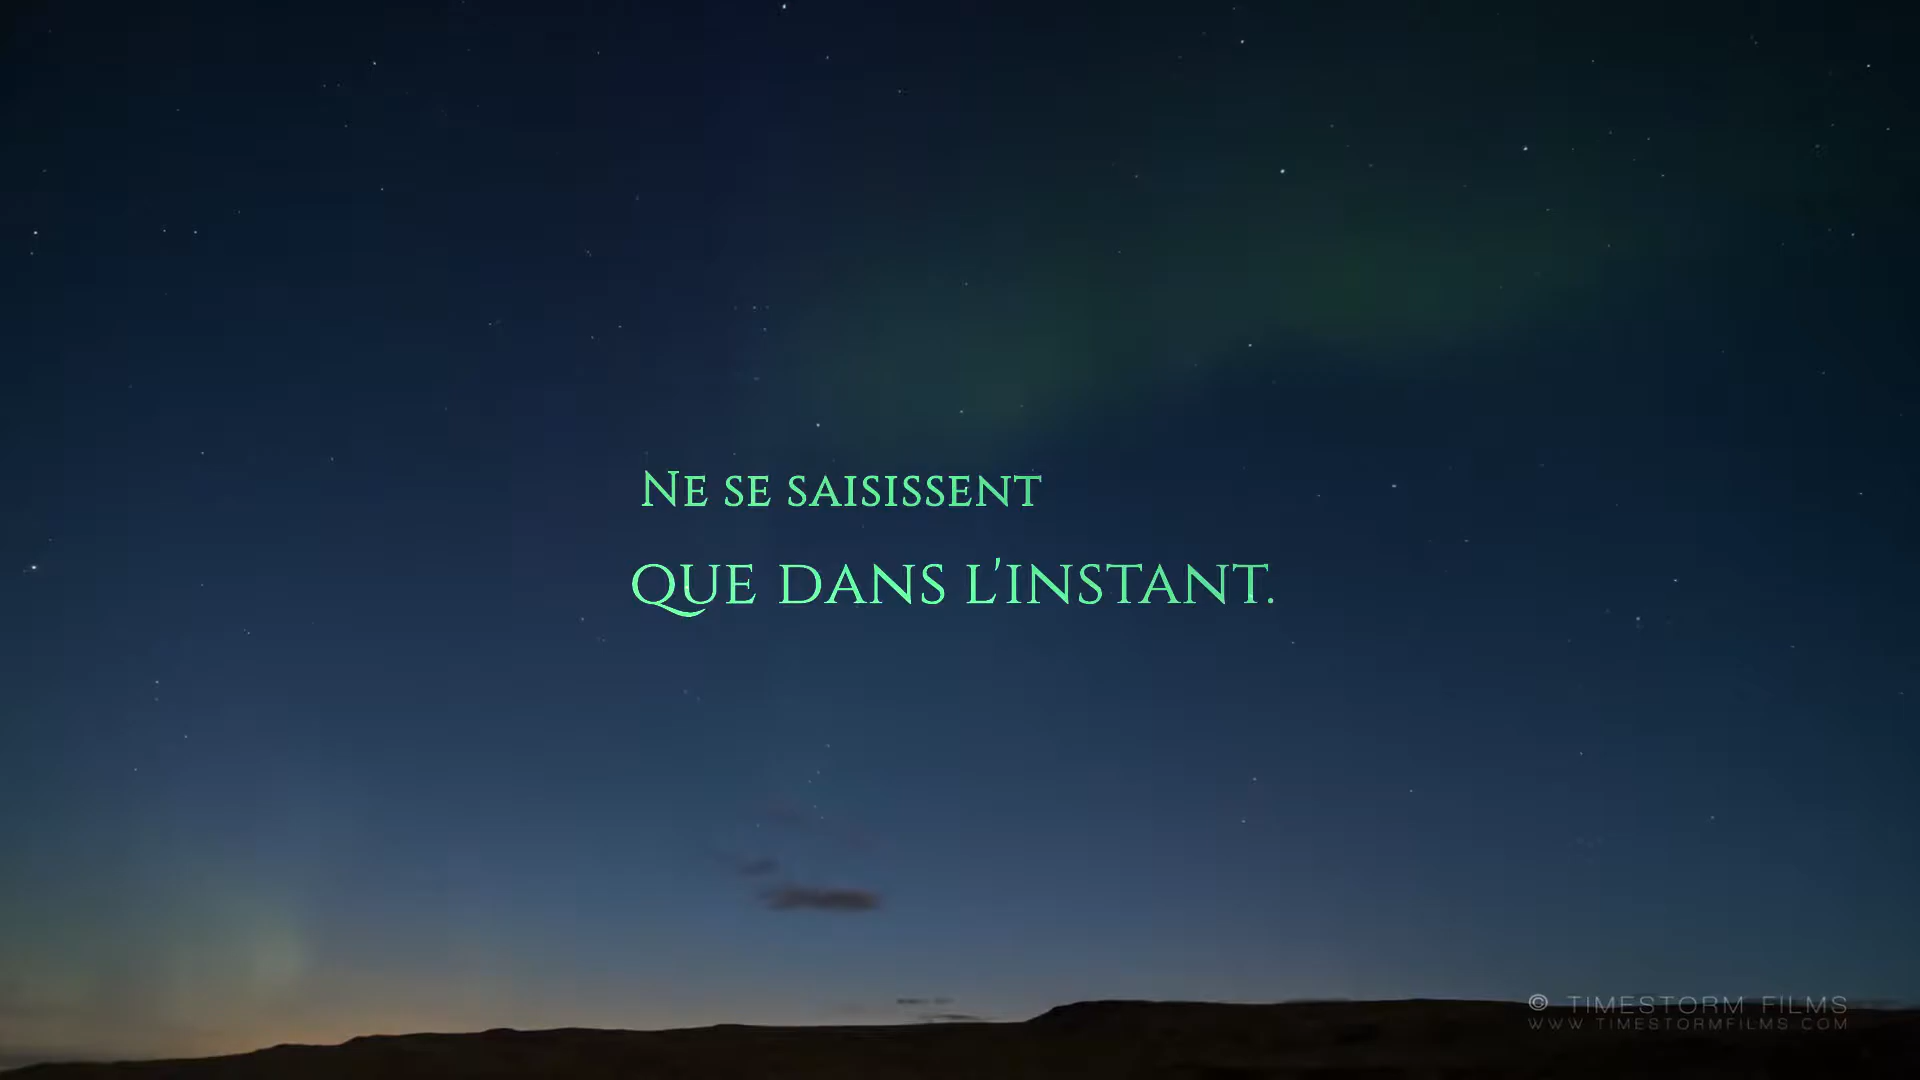 Ne se saisissent
que dans l'instant.
© TIMESTORM FILMS
WWW.TIMESTORMFILMS.COM